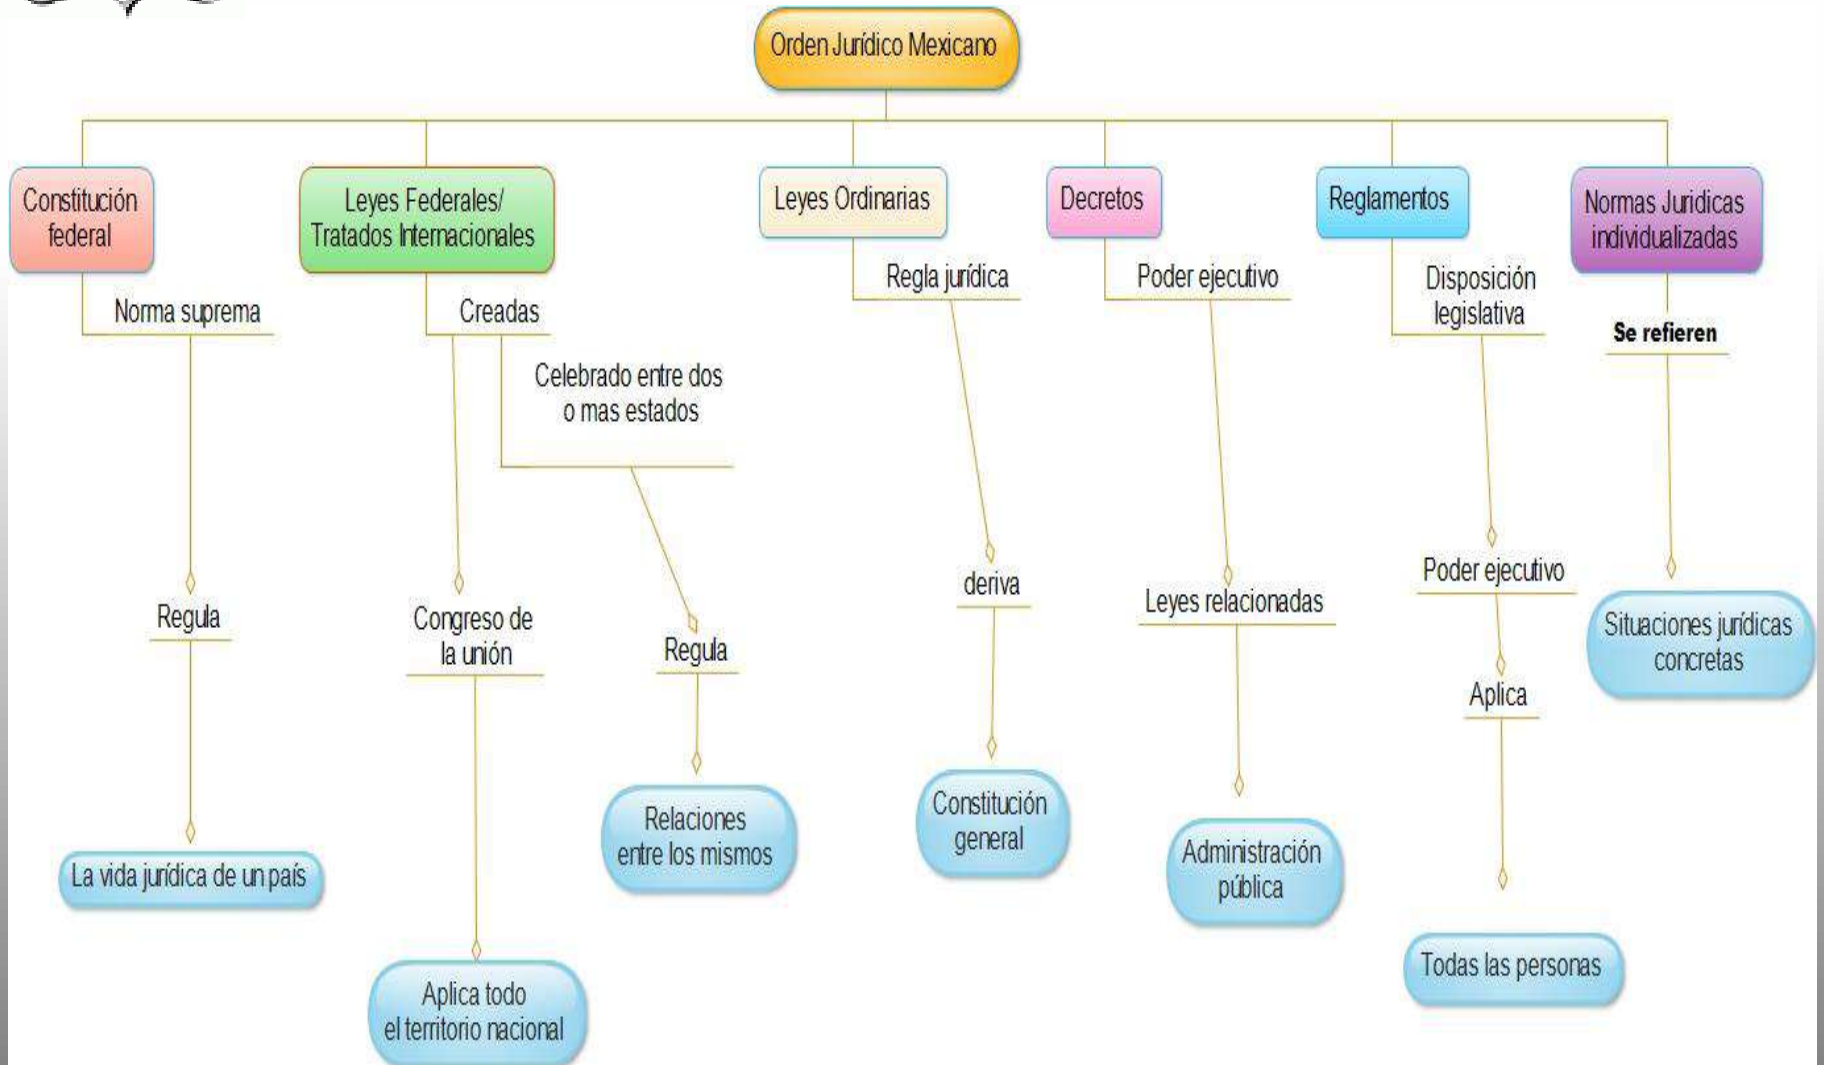 Orden Jurídico Mexicano
Constitución
federal
Norma suprema
Regula
La vida jurídica de un país
Leyes Federales/
Tratados Internacionales
Creadas
Congreso de
la unión
Aplica todo
el territorio nacional
Celebrado entre dos
o mas estados
Regula
Relaciones
entre los mismos
Leyes Ordinarias
Regla jurídica
deriva
Constitución
general
Decretos
Poder ejecutivo
Leyes relacionadas
Administración
pública
Reglamentos
Disposición
legislativa
Poder ejecutivo
Aplica
Todas las personas
Normas Juridicas
individualizadas
Se refieren
Situaciones jurídicas
concretas